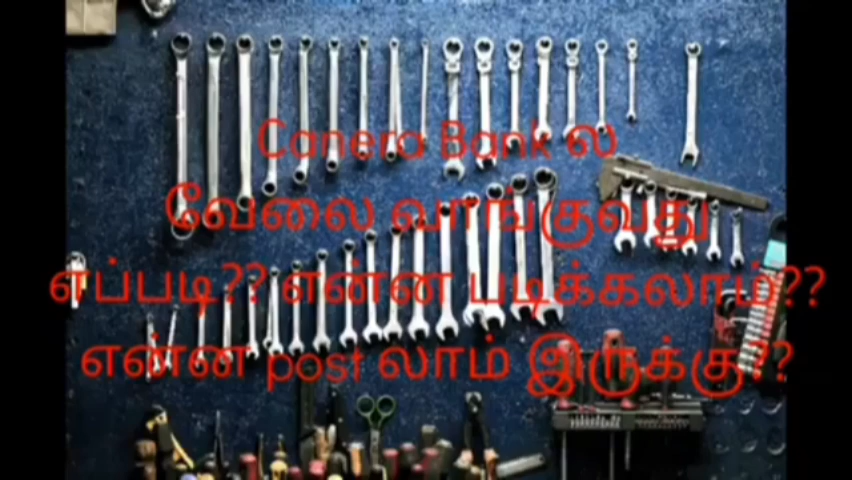 Canera Bank ல
வேலை வாங்குவது
எப்படி?? என்ன படிக்கலாம்??
என்ன post லாம் இருக்கு??